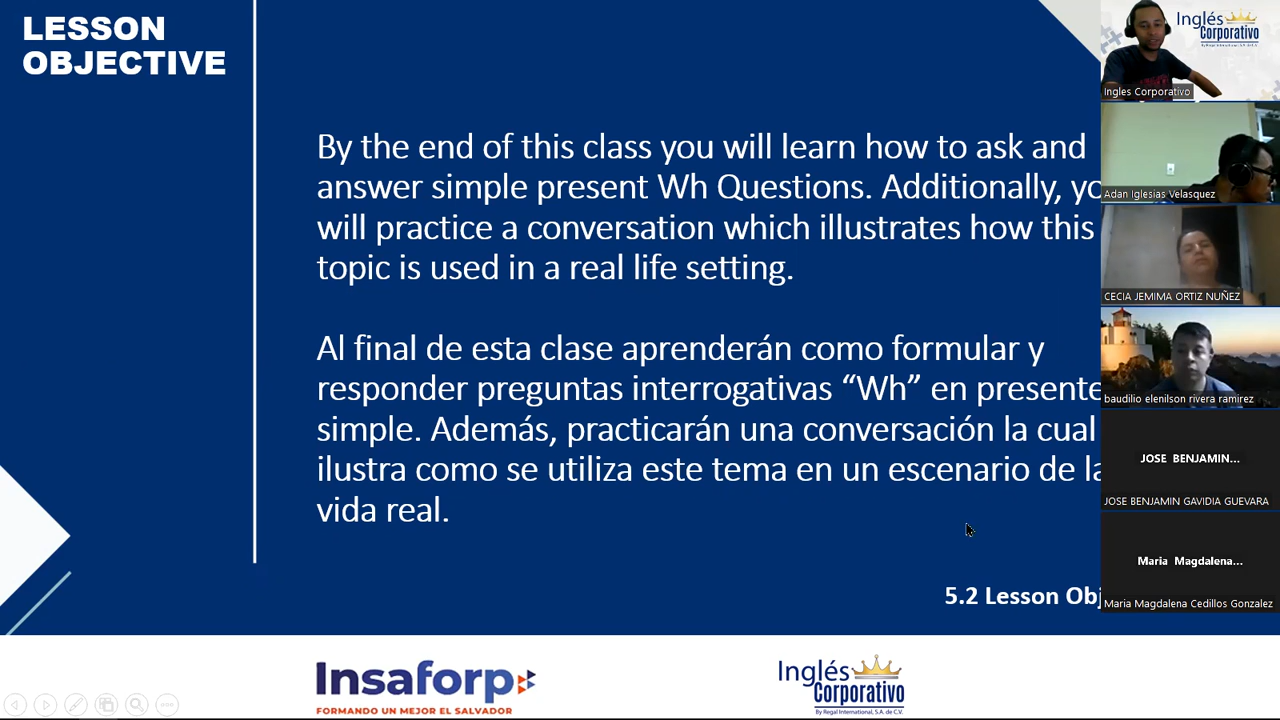 LESSON
OBJECTIVE
By the end of this class you will learn how to ask and
answer simple present Wh Questions. Additionally,
will practice a conversation which illustrates how this
topic is used in a real life setting.
Al final de esta clase aprenderán como formular y
responder preguntas interrogativas “Wh” en presente
simple. Además, practicarán una conversación la cual
ilustra como se utiliza este tema en un escenario de
vida real.
5.2 Lesson
Insaforp
FORMANDO UN MEJOR EL SALVADOR
Inglés
Corporativo
By Regal International, S.A. de C.V.
Inglés
Corporativo
Ingles Corporativo
Adan Iglesias Velasquez
CECIA JEMIMA ORTIZ NUÑEZ
baudilio elenilson rivera ramirez
JOSE BENJAMIN...
JOSE BENJAMIN GAVIDIA GUEVARA
Maria Magdalena...
Maria Magdalena Cedillos Gonzalez